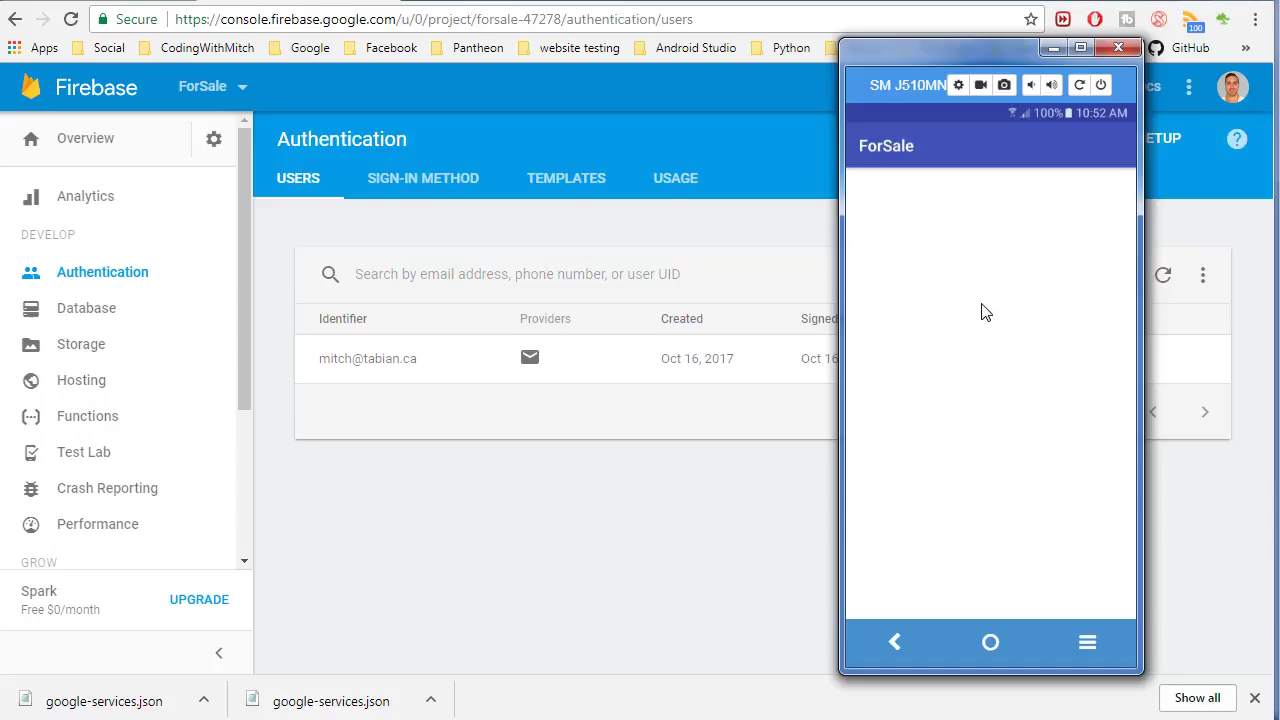 Secure https://console.firebase.google.com/u/0/project/forsale-47278/authentication/users
100
Apps Social CodingWithMitch Google Facebook Pantheon website testing Android Studio Python GitHub »
Firebase ForSale
cs
SM J510MN
100% 10:52 AM
ForSale
Overview
Analytics
DEVELOP
Authentication
Database
Storage
Hosting
Functions
Test Lab
Crash Reporting
Performance
GROW
Spark
Free $0/month
UPGRADE
Authentication
ETUP
USERS SIGN-IN METHOD TEMPLATES USAGE
Search by email address, phone number, or user UID
Identifier Providers Created Signed
mitch@tabian.ca Oct 16, 2017 Oct 16
google-services.json google-services.json Show all